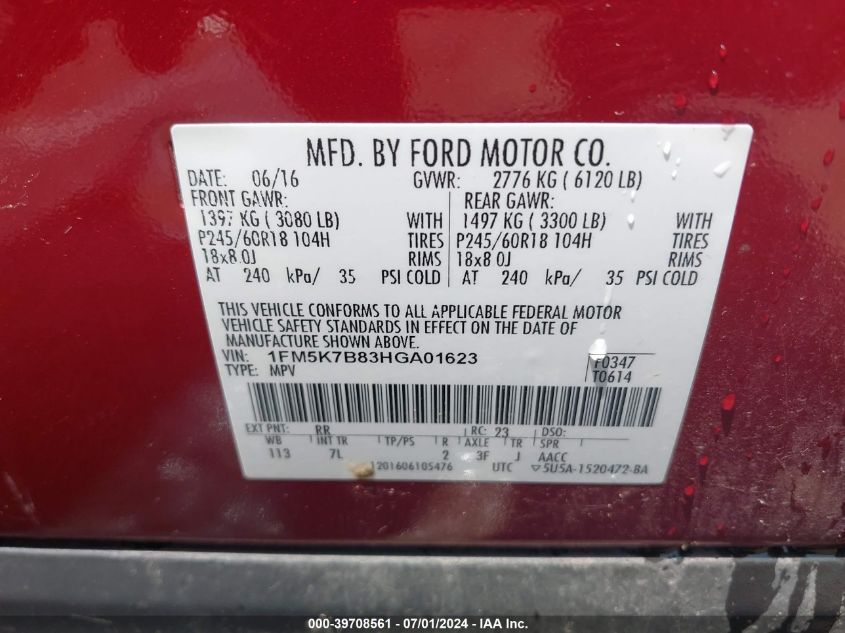 MFD. BY FORD MOTOR CO.
DATE: 06/16 GVWR: 2776 KG ( 6120 LB)
FRONT GAWR: REAR GAWR:
1397 KG ( 3080 LB) WITH 1497 KG ( 3300 LB) WITH
P245/60R18 104H TIRES P245/60R18 104H TIRES
18x8.0J RIMS 18x8.0J RIMS
AT 240 kPa/ 35 PSI COLD AT 240 kPa/ 35 PSI COLD
THIS VEHICLE CONFORMS TO ALL APPLICABLE FEDERAL MOTOR
VEHICLE SAFETY STANDARDS IN EFFECT ON THE DATE OF
MANUFACTURE SHOWN ABOVE.
VIN: 1FM5K7B83HGA01623 F0347
TYPE: MPV T0614
EXT PNT: RR RC: 23 DSO:
WB INT TR TP/PS R AXLE TR SPR
113 7L 2 3F J AACC
201606105476 UTC 5U5A-1520472-BA
000-39708561 / 07/01/2024 - IAA Inc.